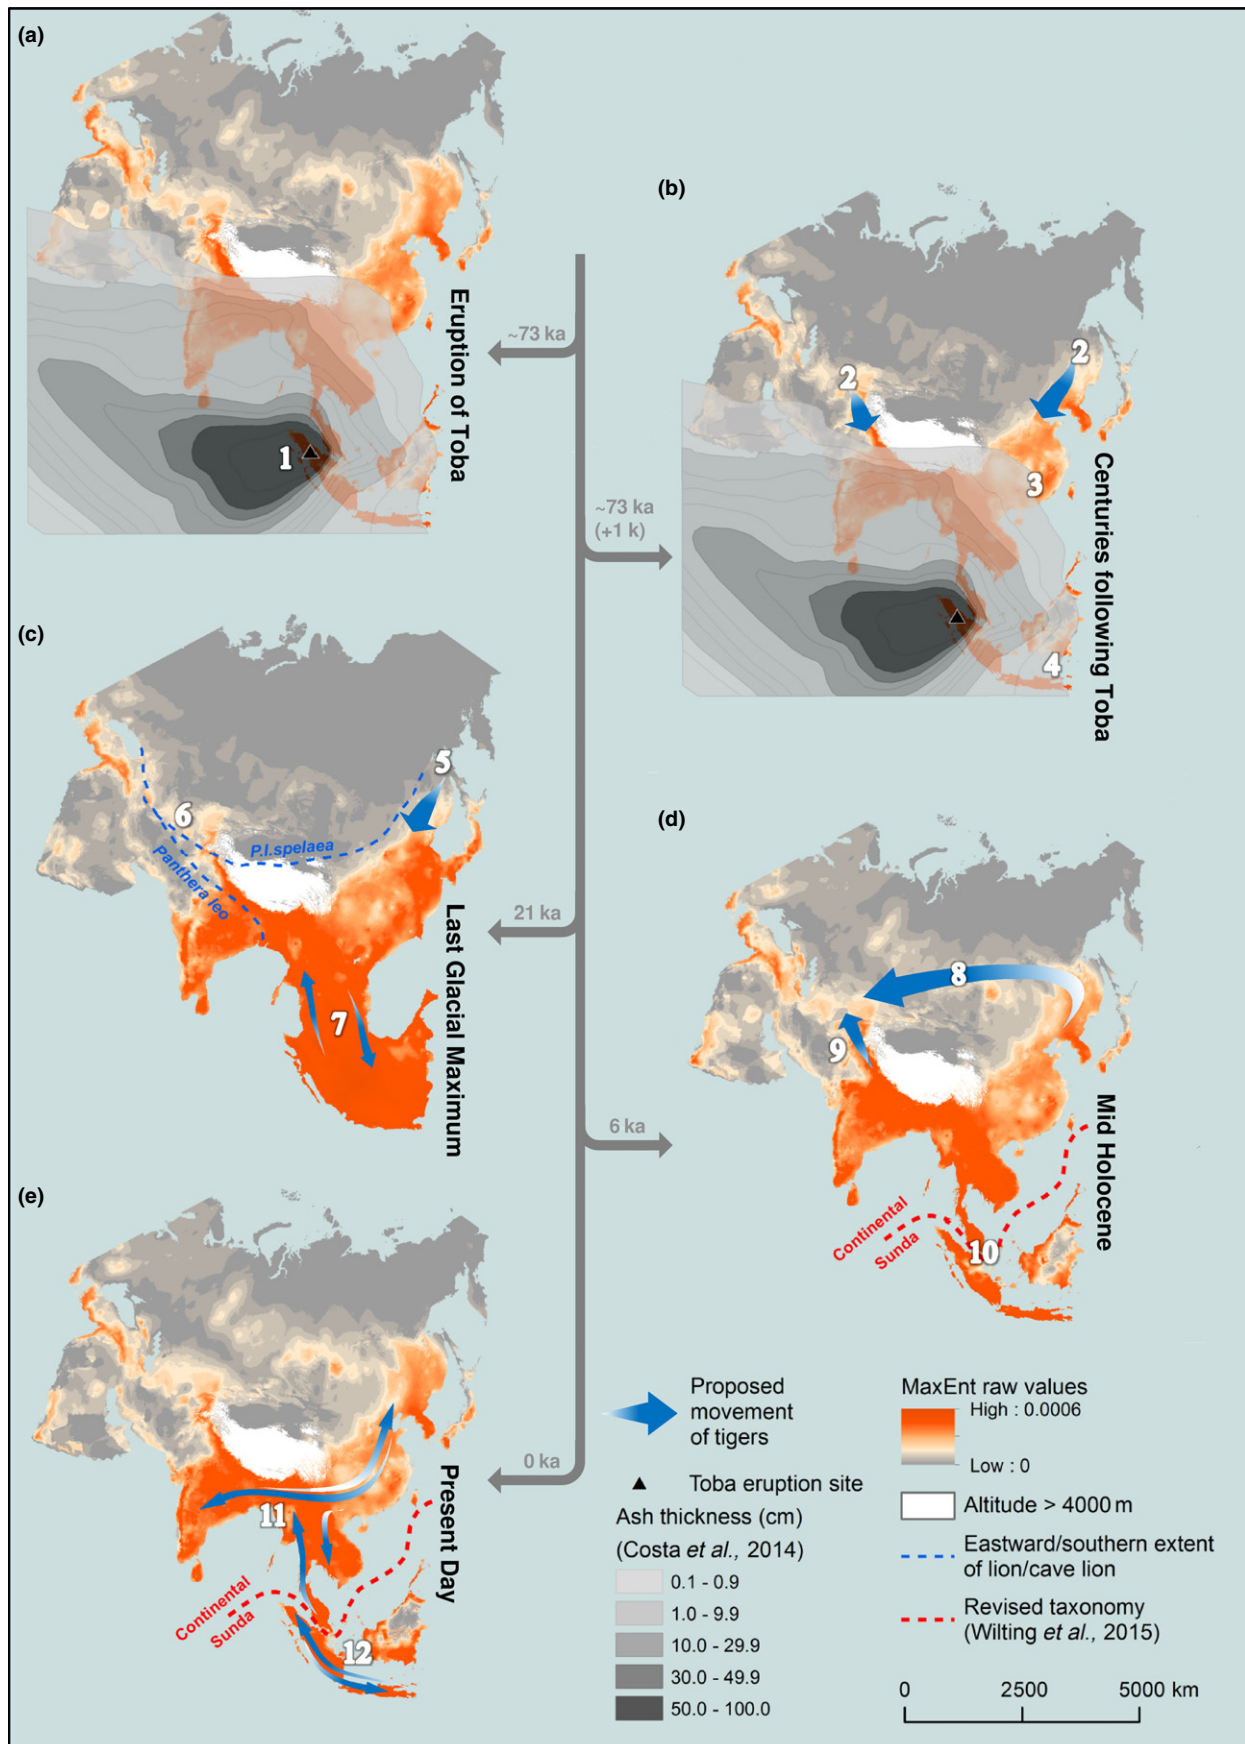 (a)
Eruption of Toba
1
~73 ka
(b)
2
2
3
4
Centuries following Toba
~73 ka
(+1 k)
(c)
5
6
P.l.spelaea
Panthera leo
7
Last Glacial Maximum
21 ka
(d)
8
9
10
Continental
Sunda
Mid Holocene
6 ka
(e)
11
12
Continental
Sunda
Present Day
0 ka
Proposed
movement
of tigers
Toba eruption site
Ash thickness (cm)
(Costa et al., 2014)
0.1 - 0.9
1.0 - 9.9
10.0 - 29.9
30.0 - 49.9
50.0 - 100.0
MaxEnt raw values
High : 0.0006
Low : 0
Altitude > 4000 m
Eastward/southern extent
of lion/cave lion
Revised taxonomy
(Wilting et al., 2015)
0 2500 5000 km